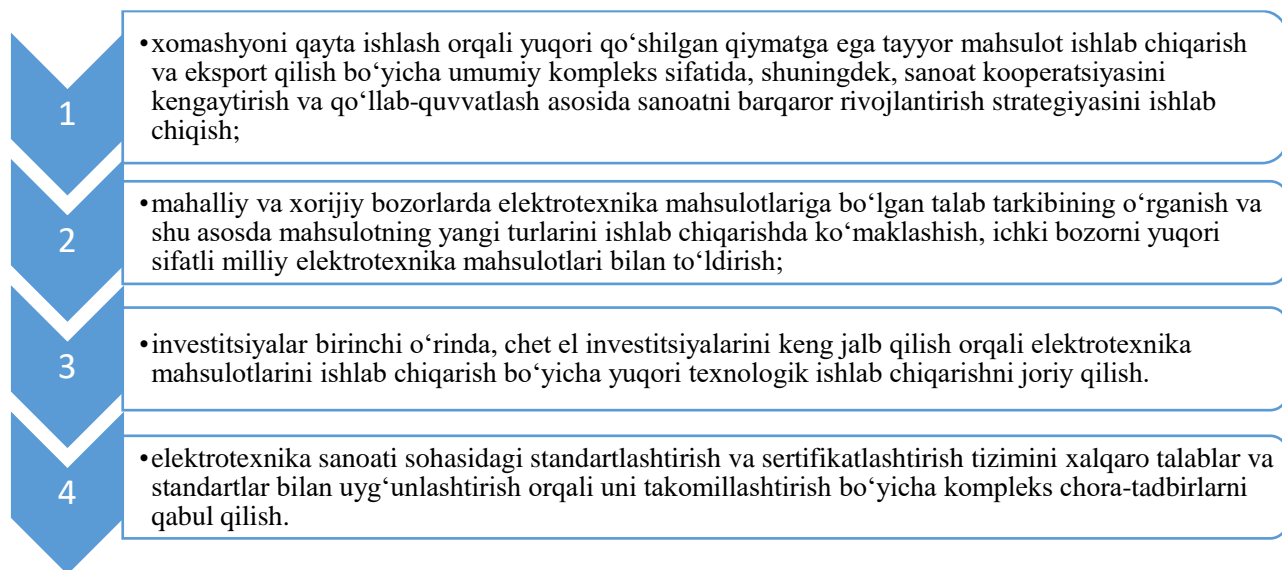 1
•xomashyoni qayta ishlash orqali yuqori qo‘shilgan qiymatga ega tayyor mahsulot ishlab chiqarish
va eksport qilish bo‘yicha umumiy kompleks sifatida, shuningdek, sanoat kooperatsiyasini
kengaytirish va qo‘llab-quvvatlash asosida sanoatni barqaror rivojlantirish strategiyasini ishlab
chiqish;
2
•mahalliy va xorijiy bozorlarda elektrotexnika mahsulotlariga bo‘lgan talab tarkibining o‘rganish va
shu asosda mahsulotning yangi turlarini ishlab chiqarishda ko‘maklashish, ichki bozorni yuqori
sifatli milliy elektrotexnika mahsulotlari bilan to‘ldirish;
3
•investitsiyalar birinchi o‘rinda, chet el investitsiyalarini keng jalb qilish orqali elektrotexnika
mahsulotlarini ishlab chiqarish bo‘yicha yuqori texnologik ishlab chiqarishni joriy qilish.
4
•elektrotexnika sanoati sohasidagi standartlashtirish va sertifikatlashtirish tizimini xalqaro talablar va
standartlar bilan uyg‘unlashtirish orqali uni takomillashtirish bo‘yicha kompleks chora-tadbirlarni
qabul qilish.